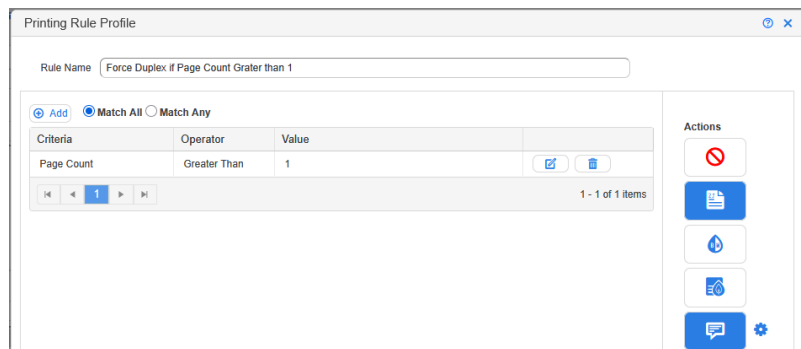 Printing Rule Profile
Rule Name Force Duplex if Page Count Grater than 1
Add Match All Match Any
Actions
Criteria Operator Value
Page Count Greater Than 1
1 1 - 1 of 1 items